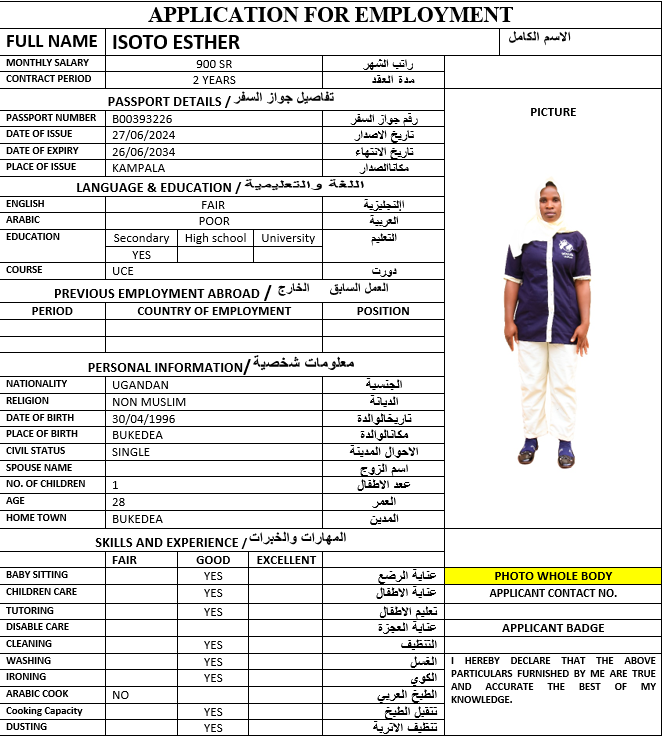 APPLICATION FOR EMPLOYMENT
FULL NAME ISOTO ESTHER الاسم الكامل
MONTHLY SALARY 900 SR راتب الشهر
CONTRACT PERIOD 2 YEARS مدة العقد
PASSPORT DETAILS / تفاصيل جواز السفر
PICTURE
PASSPORT NUMBER B00393226 رقم جواز السفر
DATE OF ISSUE 27/06/2024 تاريخ الاصدار
DATE OF EXPIRY 26/06/2034 تاريخ الانتهاء
PLACE OF ISSUE KAMPALA مكاناالصدار
LANGUAGE & EDUCATION / اللغة والتعليمية
ENGLISH FAIR اإلنجليزية
ARABIC POOR العربية
EDUCATION Secondary High school University التعليم
YES
COURSE UCE دورت
PREVIOUS EMPLOYMENT ABROAD / العمل السابق الخارج
PERIOD COUNTRY OF EMPLOYMENT POSITION
PERSONAL INFORMATION/ معلومات شخصية
NATIONALITY UGANDAN الجنسية
RELIGION NON MUSLIM الديانة
DATE OF BIRTH 30/04/1996 تاريخالوالدة
PLACE OF BIRTH BUKEDEA مكانالوالدة
CIVIL STATUS SINGLE الاحوال المدينة
SPOUSE NAME اسم الزوج
NO. OF CHILDREN 1 عدد الاطفال
AGE 28 العمر
HOME TOWN BUKEDEA المدين
SKILLS AND EXPERIENCE / المهارات والخبرات
FAIR GOOD EXCELLENT
BABY SITTING YES عناية الرضع
PHOTO WHOLE BODY
CHILDREN CARE YES عناية الاطفال
APPLICANT CONTACT NO.
TUTORING YES تعليم الاطفال
DISABLE CARE عناية العجزة
APPLICANT BADGE
CLEANING YES التنظيف
WASHING YES الغسل
IRONING YES الكوي
ARABIC COOK NO الطبخ العربي
Cooking Capacity YES تتقبل الطبخ
DUSTING YES تنظيف الاتربة
I HEREBY DECLARE THAT THE ABOVE
PARTICULARS FURNISHED BY ME ARE TRUE
AND ACCURATE THE BEST OF MY
KNOWLEDGE.